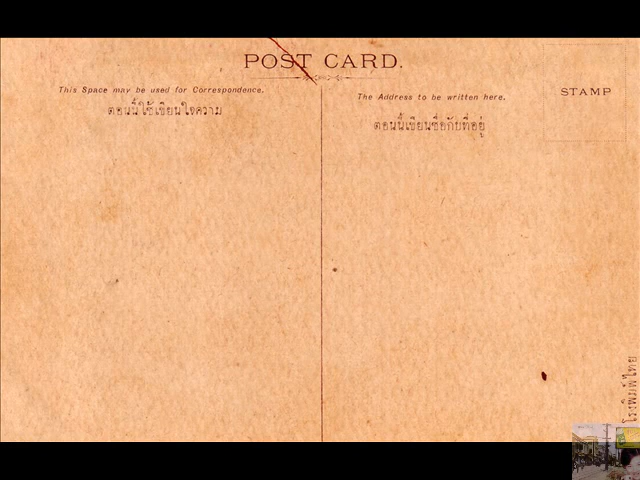 POST CARD.
This Space may be used for Correspondence.
ตอนนี้ใช้เขียนใจความ
The Address to be written here.
ตอนนี้เขียนชื่อกับที่อยู่
STAMP
โรงพิมพ์ไทย